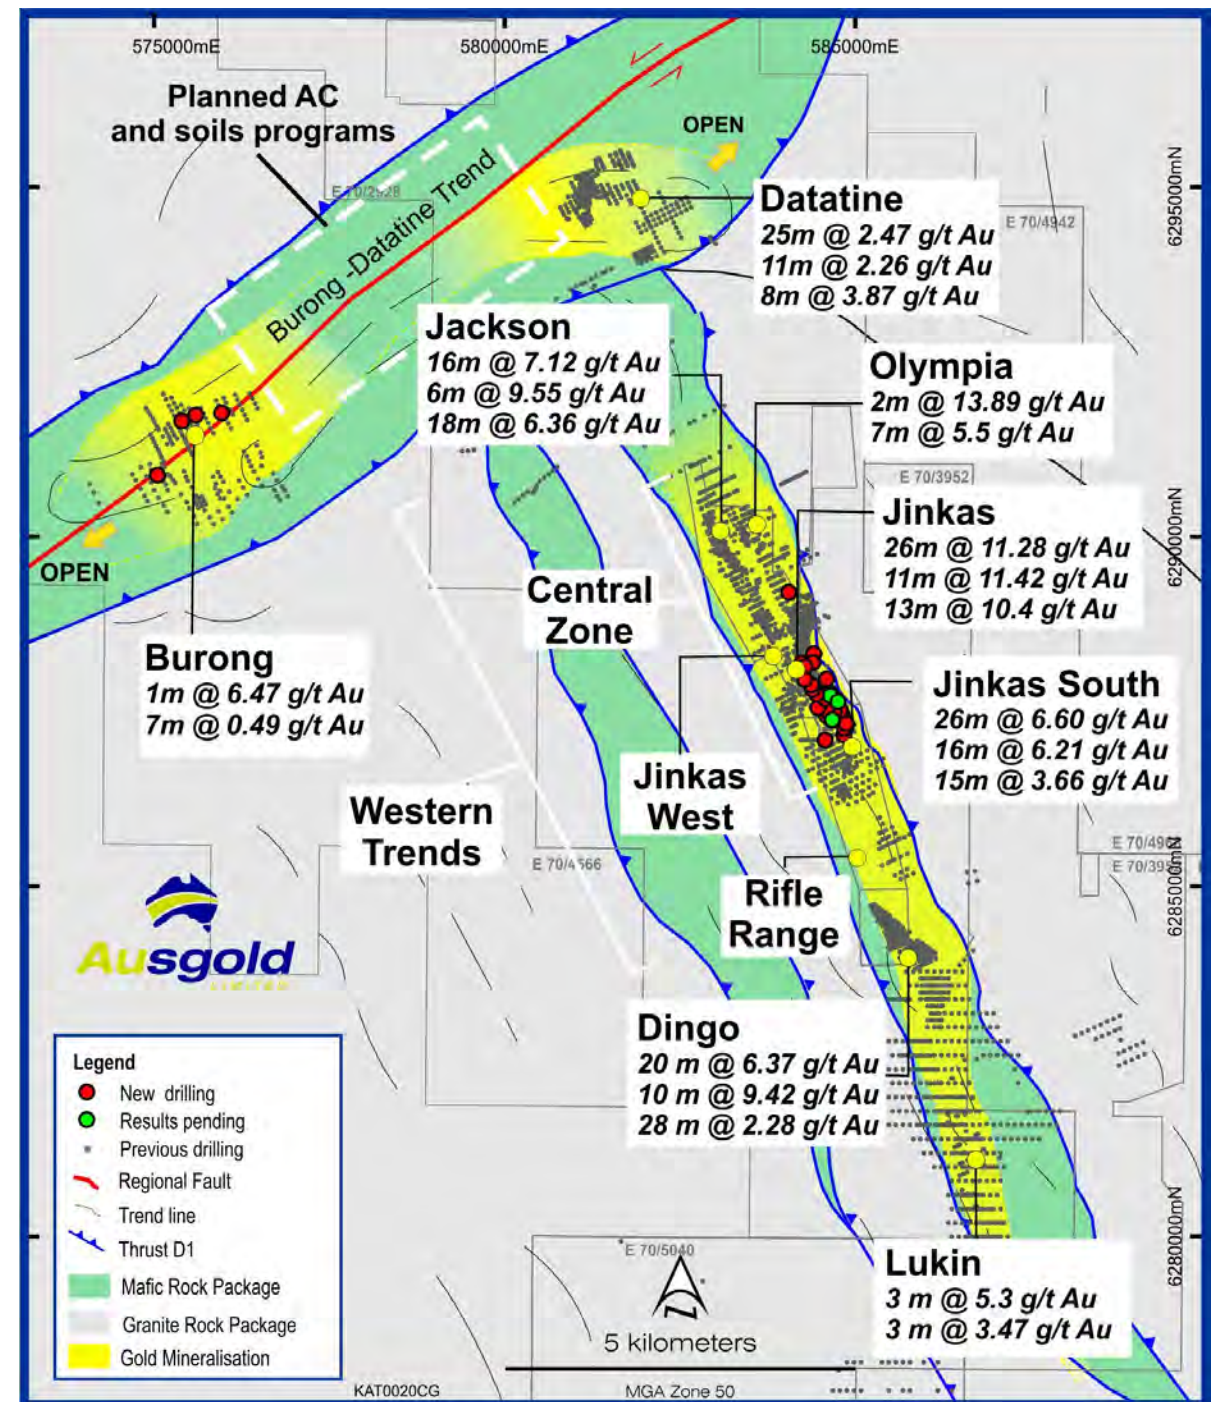 575000mE
580000mE
585000mE
Planned AC
and soils programs
OPEN
6295000mN
Burong -Datatine Trend
E 70/2928
Datatine
25m @ 2.47 g/t Au
11m @ 2.26 g/t Au
8m @ 3.87 g/t Au
E 70/4942
Jackson
16m @ 7.12 g/t Au
6m @ 9.55 g/t Au
18m @ 6.36 g/t Au
Olympia
2m @ 13.89 g/t Au
7m @ 5.5 g/t Au
E 70/3952
Jinkas
26m @ 11.28 g/t Au
11m @ 11.42 g/t Au
13m @ 10.4 g/t Au
6290000mN
OPEN
Central
Zone
Burong
1m @ 6.47 g/t Au
7m @ 0.49 g/t Au
Jinkas South
26m @ 6.60 g/t Au
16m @ 6.21 g/t Au
15m @ 3.66 g/t Au
Jinkas
West
Western
Trends
E 70/4566
6285000mN
Rifle
Range
Ausgold
LIMITED
Dingo
20 m @ 6.37 g/t Au
10 m @ 9.42 g/t Au
28 m @ 2.28 g/t Au
Legend
New drilling
Results pending
Previous drilling
Regional Fault
Trend line
Thrust D1
Mafic Rock Package
Granite Rock Package
Gold Mineralisation
6280000mN
E 70/5040
Lukin
3 m @ 5.3 g/t Au
3 m @ 3.47 g/t Au
N
5 kilometers
KAT0020CG
MGA Zone 50